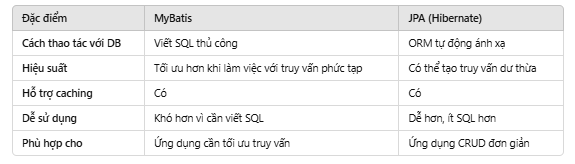 Đặc điểm MyBatis JPA (Hibernate)
Cách thao tác với DB Viết SQL thủ công ORM tự động ánh xạ
Hiệu suất Tối ưu hơn khi làm việc với truy vấn phức tạp Có thể tạo truy vấn dư thừa
Hỗ trợ caching Có Có
Dễ sử dụng Khó hơn vì cần viết SQL Dễ hơn, ít SQL hơn
Phù hợp cho Ứng dụng cần tối ưu truy vấn Ứng dụng CRUD đơn giản